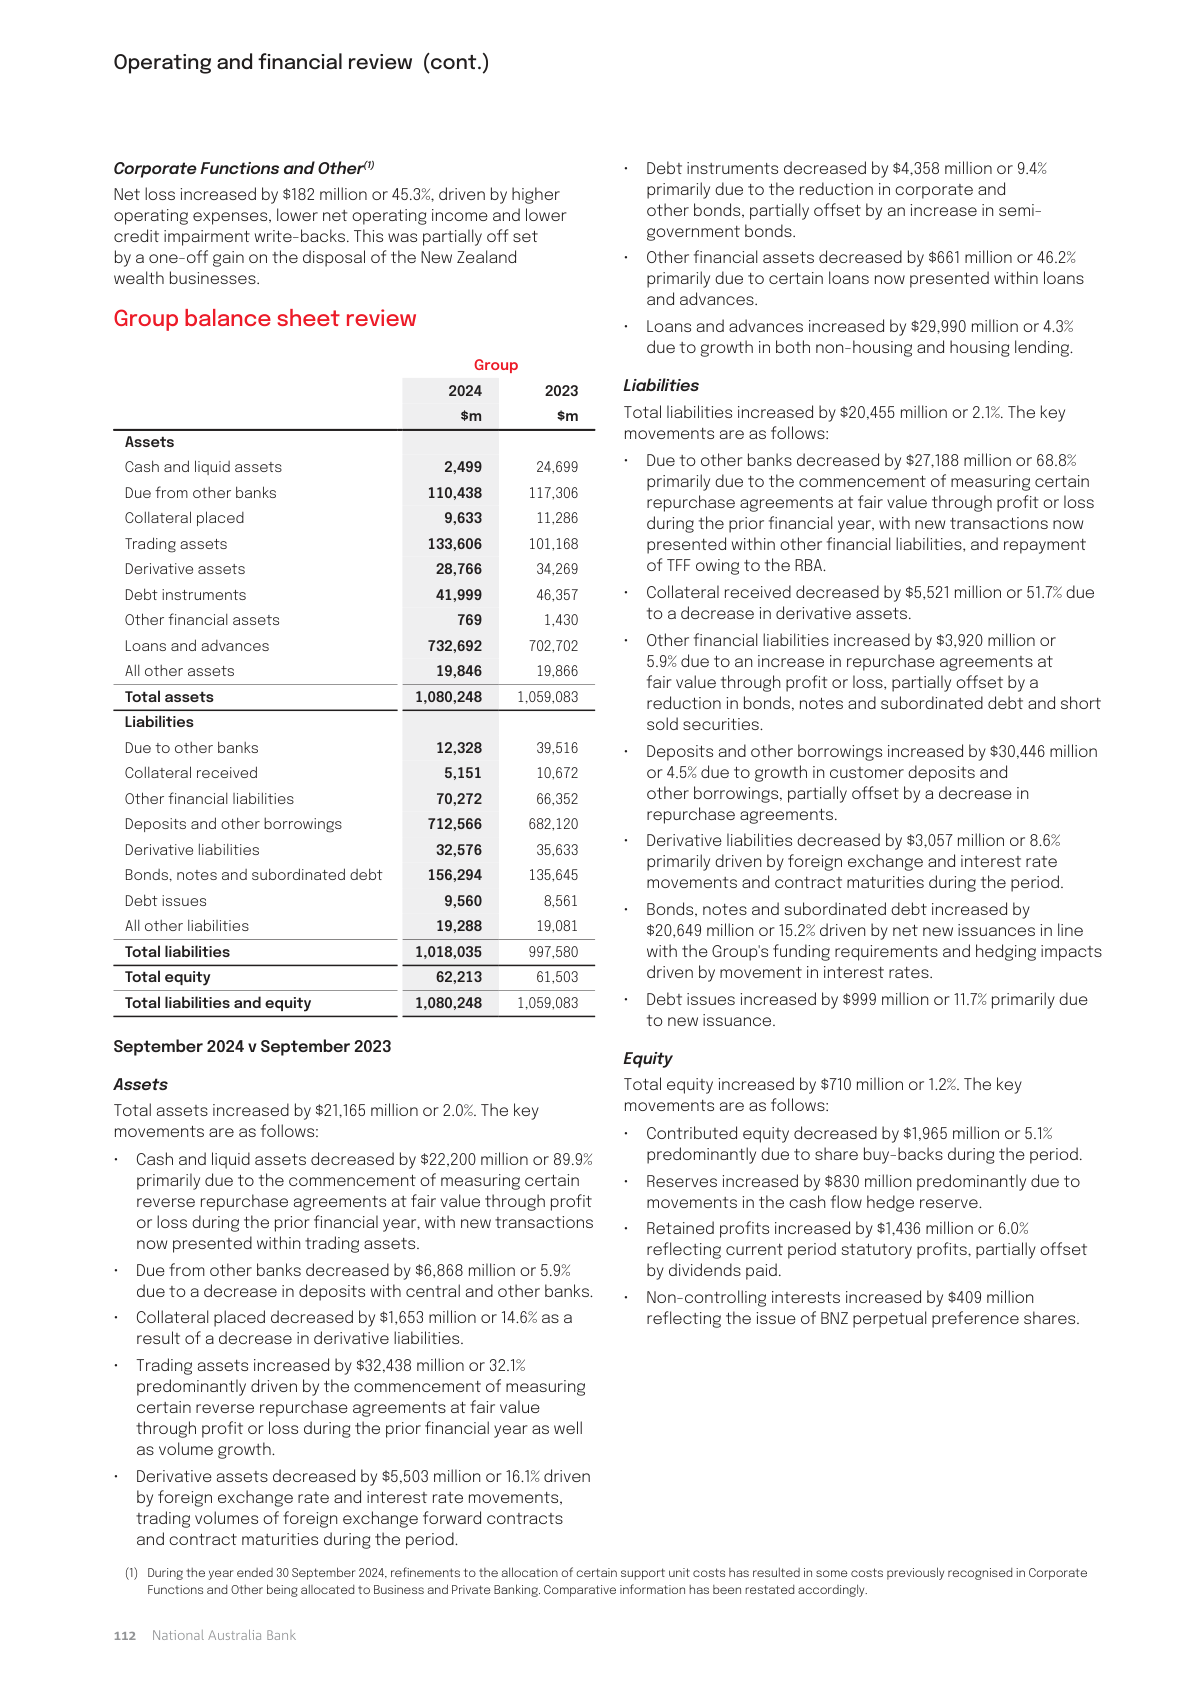 Operating and financial review (cont.)
Corporate Functions and Other(1)
Net loss increased by $182 million or 45.3%, driven by higher
operating expenses, lower net operating income and lower
credit impairment write-backs. This was partially off set
by a one-off gain on the disposal of the New Zealand
wealth businesses.
Group balance sheet review
Group
2024 2023
$m $m
Assets
Cash and liquid assets 2,499 24,699
Due from other banks 110,438 117,306
Collateral placed 9,633 11,286
Trading assets 133,606 101,168
Derivative assets 28,766 34,269
Debt instruments 41,999 46,357
Other financial assets 769 1,430
Loans and advances 732,692 702,702
All other assets 19,846 19,866
Total assets 1,080,248 1,059,083
Liabilities
Due to other banks 12,328 39,516
Collateral received 5,151 10,672
Other financial liabilities 70,272 66,352
Deposits and other borrowings 712,566 682,120
Derivative liabilities 32,576 35,633
Bonds, notes and subordinated debt 156,294 135,645
Debt issues 9,560 8,561
All other liabilities 19,288 19,081
Total liabilities 1,018,035 997,580
Total equity 62,213 61,503
Total liabilities and equity 1,080,248 1,059,083
September 2024 v September 2023
Assets
Total assets increased by $21,165 million or 2.0%. The key
movements are as follows:
• Cash and liquid assets decreased by $22,200 million or 89.9%
primarily due to the commencement of measuring certain
reverse repurchase agreements at fair value through profit
or loss during the prior financial year, with new transactions
now presented within trading assets.
• Due from other banks decreased by $6,868 million or 5.9%
due to a decrease in deposits with central and other banks.
• Collateral placed decreased by $1,653 million or 14.6% as a
result of a decrease in derivative liabilities.
• Trading assets increased by $32,438 million or 32.1%
predominantly driven by the commencement of measuring
certain reverse repurchase agreements at fair value
through profit or loss during the prior financial year as well
as volume growth.
• Derivative assets decreased by $5,503 million or 16.1% driven
by foreign exchange rate and interest rate movements,
trading volumes of foreign exchange forward contracts
and contract maturities during the period.
• Debt instruments decreased by $4,358 million or 9.4%
primarily due to the reduction in corporate and
other bonds, partially offset by an increase in semi-
government bonds.
• Other financial assets decreased by $661 million or 46.2%
primarily due to certain loans now presented within loans
and advances.
• Loans and advances increased by $29,990 million or 4.3%
due to growth in both non-housing and housing lending.
Liabilities
Total liabilities increased by $20,455 million or 2.1%. The key
movements are as follows:
• Due to other banks decreased by $27,188 million or 68.8%
primarily due to the commencement of measuring certain
repurchase agreements at fair value through profit or loss
during the prior financial year, with new transactions now
presented within other financial liabilities, and repayment
of TFF owing to the RBA.
• Collateral received decreased by $5,521 million or 51.7% due
to a decrease in derivative assets.
• Other financial liabilities increased by $3,920 million or
5.9% due to an increase in repurchase agreements at
fair value through profit or loss, partially offset by a
reduction in bonds, notes and subordinated debt and short
sold securities.
• Deposits and other borrowings increased by $30,446 million
or 4.5% due to growth in customer deposits and
other borrowings, partially offset by a decrease in
repurchase agreements.
• Derivative liabilities decreased by $3,057 million or 8.6%
primarily driven by foreign exchange and interest rate
movements and contract maturities during the period.
• Bonds, notes and subordinated debt increased by
$20,649 million or 15.2% driven by net new issuances in line
with the Group's funding requirements and hedging impacts
driven by movement in interest rates.
• Debt issues increased by $999 million or 11.7% primarily due
to new issuance.
Equity
Total equity increased by $710 million or 1.2%. The key
movements are as follows:
• Contributed equity decreased by $1,965 million or 5.1%
predominantly due to share buy-backs during the period.
• Reserves increased by $830 million predominantly due to
movements in the cash flow hedge reserve.
• Retained profits increased by $1,436 million or 6.0%
reflecting current period statutory profits, partially offset
by dividends paid.
• Non-controlling interests increased by $409 million
reflecting the issue of BNZ perpetual preference shares.
(1) During the year ended 30 September 2024, refinements to the allocation of certain support unit costs has resulted in some costs previously recognised in Corporate
Functions and Other being allocated to Business and Private Banking. Comparative information has been restated accordingly.
112 National Australia Bank